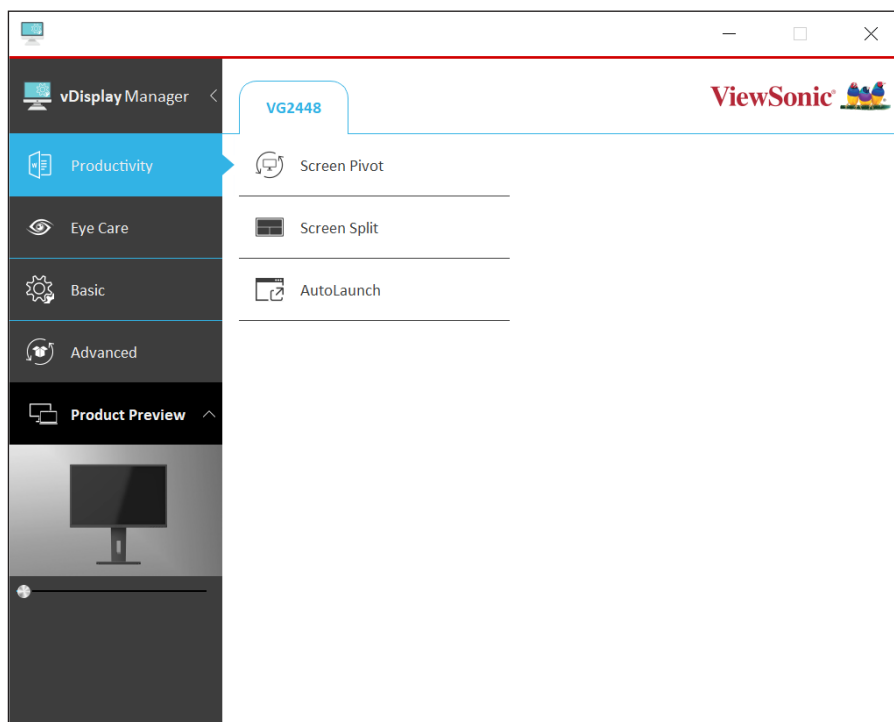 vDisplay Manager
VG2448
ViewSonic®
Productivity
Screen Pivot
Eye Care
Screen Split
Basic
AutoLaunch
Advanced
Product Preview